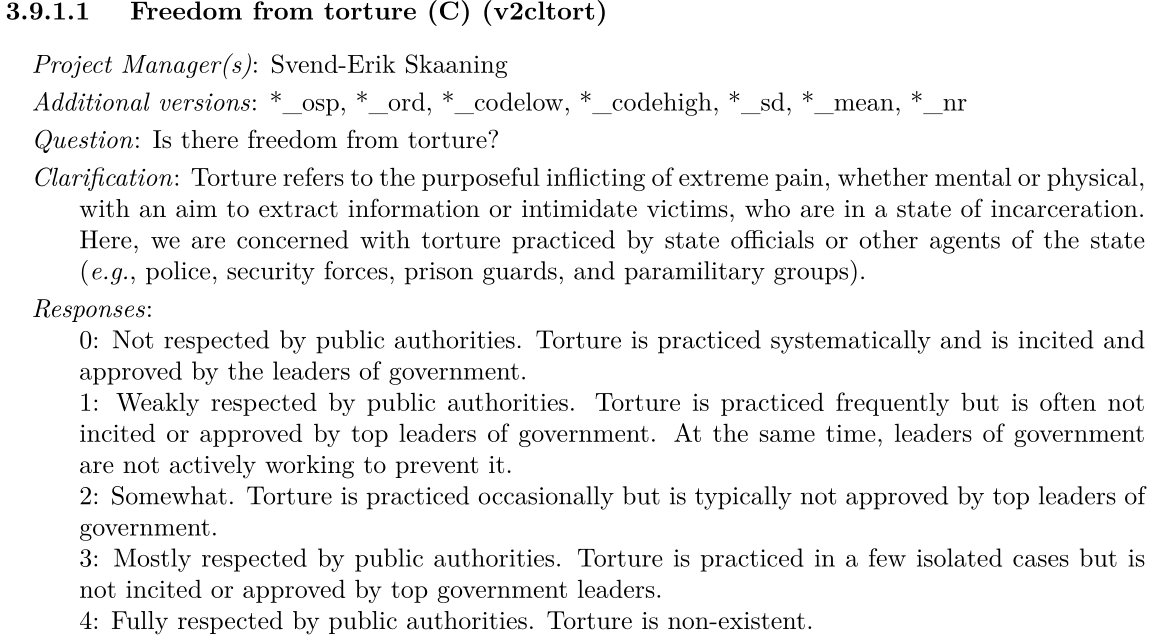 3.9.1.1 Freedom from torture (C) (v2cltort)
Project Manager(s): Svend-Erik Skaaning
Additional versions: *_osp, *_ord, *_codelow, *_codehigh, *_sd, *_mean, *_nr
Question: Is there freedom from torture?
Clarification: Torture refers to the purposeful inflicting of extreme pain, whether mental or physical,
with an aim to extract information or intimidate victims, who are in a state of incarceration.
Here, we are concerned with torture practiced by state officials or other agents of the state
(e.g., police, security forces, prison guards, and paramilitary groups).
Responses:
0: Not respected by public authorities. Torture is practiced systematically and is incited and
approved by the leaders of government.
1: Weakly respected by public authorities. Torture is practiced frequently but is often not
incited or approved by top leaders of government. At the same time, leaders of government
are not actively working to prevent it.
2: Somewhat. Torture is practiced occasionally but is typically not approved by top leaders of
government.
3: Mostly respected by public authorities. Torture is practiced in a few isolated cases but is
not incited or approved by top government leaders.
4: Fully respected by public authorities. Torture is non-existent.